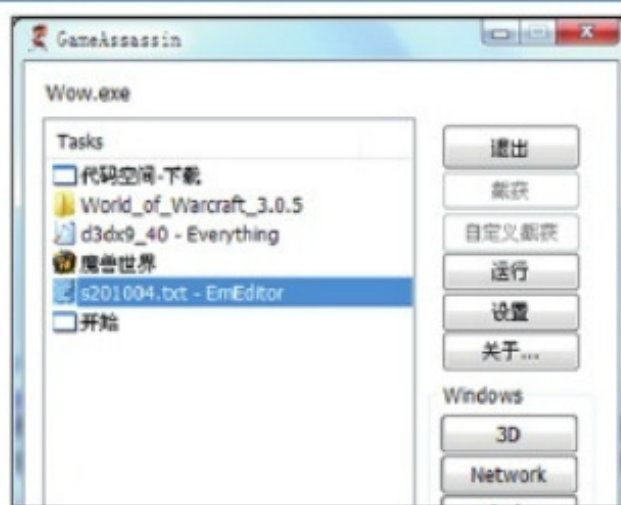 GameAssassin
Wow.exe
Tasks
代码空间-下载
World_of_Warcraft_3.0.5
d3dx9_40 - Everything
魔兽世界
s201004.txt - EmEditor
开始
退出
截获
自定义截获
运行
设置
关于...
Windows
3D
Network